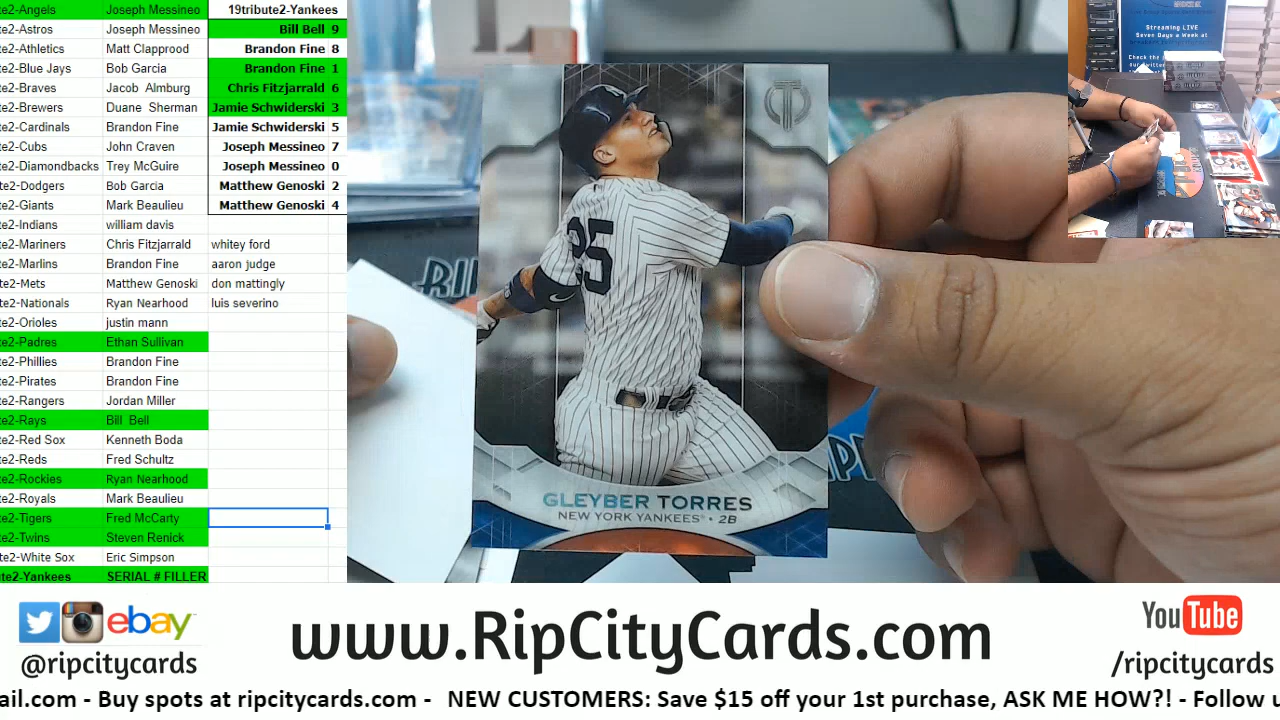 te2-Angels Joseph Messineo 19tribute2-Yankees
te2-Astros Joseph Messineo Bill Bell 9
te2-Athletics Matt Clapprood Brandon Fine 8
te2-Blue Jays Bob Garcia Brandon Fine 1
te2-Braves Jacob Almburg Chris Fitzjarrald 6
te2-Brewers Duane Sherman Jamie Schwiderski 3
te2-Cardinals Brandon Fine Jamie Schwiderski 5
te2-Cubs John Craven Joseph Messineo 7
te2-Diamondbacks Trey McGuire Joseph Messineo 0
te2-Dodgers Bob Garcia Matthew Genoski 2
te2-Giants Mark Beaulieu Matthew Genoski 4
te2-Indians william davis
te2-Mariners Chris Fitzjarrald whitey ford
te2-Marlins Brandon Fine aaron judge
te2-Mets Matthew Genoski don mattingly
te2-Nationals Ryan Nearhood luis severino
te2-Orioles justin mann
te2-Padres Ethan Sullivan
te2-Phillies Brandon Fine
te2-Pirates Brandon Fine
te2-Rangers Jordan Miller
te2-Rays Bill Bell
te2-Red Sox Kenneth Boda
te2-Reds Fred Schultz
te2-Rockies Ryan Nearhood
te2-Royals Mark Beaulieu
te2-Tigers Fred McCarty
te2-Twins Steven Renick
te2-White Sox Eric Simpson
te2-Yankees SERIAL # FILLER
25
GLEYBER TORRES
NEW YORK YANKEES • 2B
Streaming LIVE
Seven Days a Week at
Check the
ebay
@ripcitycards
www.RipCityCards.com
YouTube
/ripcitycards
ail.com - Buy spots at ripcitycards.com - NEW CUSTOMERS: Save $15 off your 1st purchase, ASK ME HOW?! - Follow u